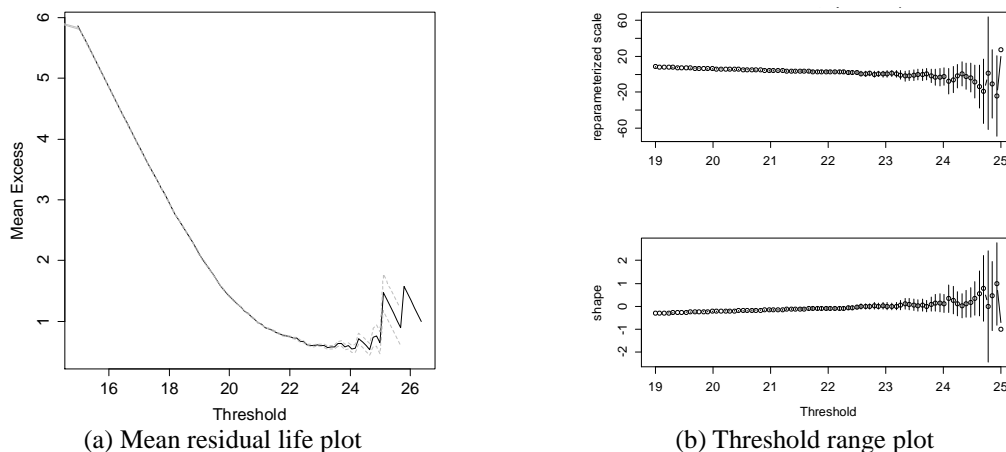 6
5
4
3
2
1
Mean Excess
16 18 20 22 24 26
Threshold
(a) Mean residual life plot
reparameterized scale
60
20
-20
-60
19 20 21 22 23 24 25
shape
2
1
0
-1
-2
19 20 21 22 23 24 25
Threshold
(b) Threshold range plot